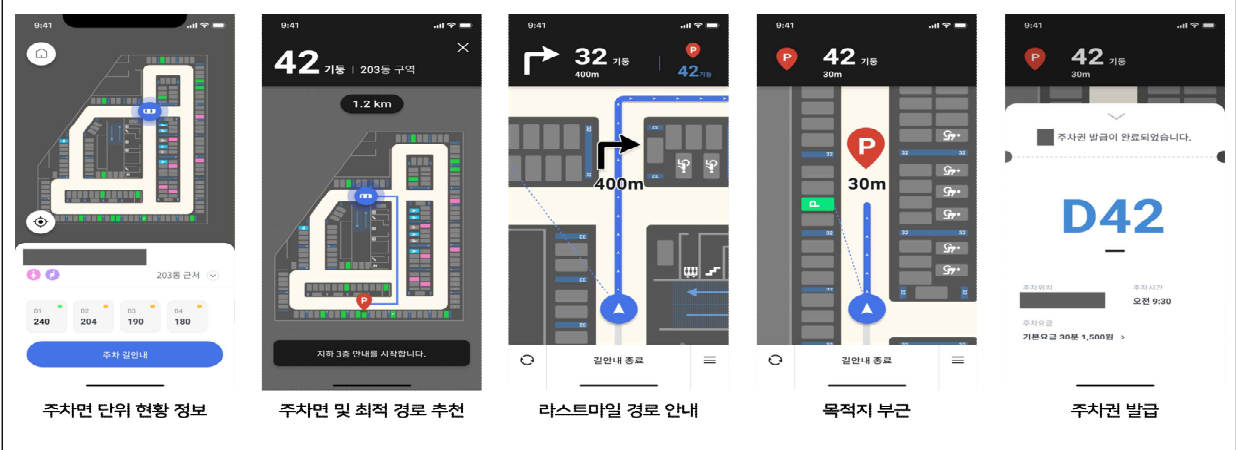 9:41
203동 근처
B1
240
B2
204
B3
190
B4
180
주차 길안내
주차면 단위 현황 정보
9:41
42 기둥 | 203동 구역
1.2 km
P
지하 3층 안내를 시작합니다.
주차면 및 최적 경로 추천
9:41
32 기둥
400m
P
42기둥
400m
길안내 종료
라스트마일 경로 안내
9:41
P
42 기둥
30m
P
30m
P
32
32
32
32
32
길안내 종료
목적지 부근
9:41
P
42 기둥
30m
주차권 발급이 완료되었습니다.
D42
주차위치
주차시간
오전 9:30
주차요금
기본요금 30분 1,500원 >
주차권 발급